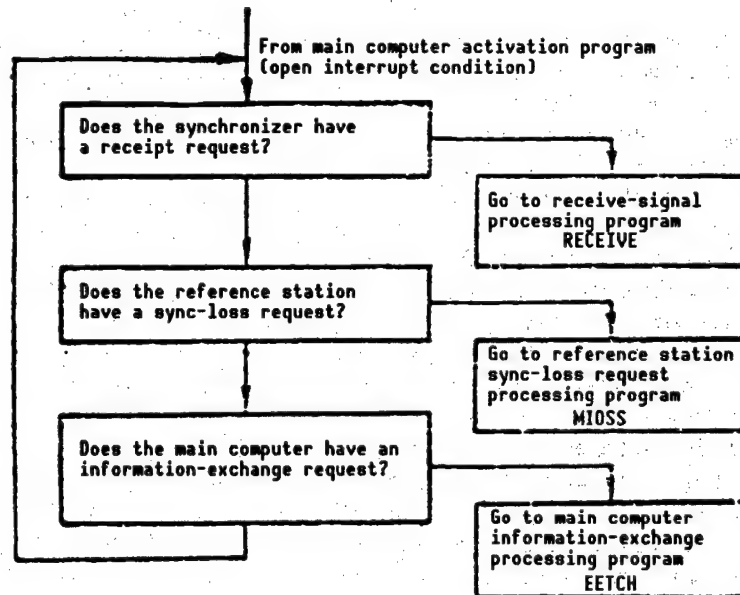 From main computer activation program
(open interrupt condition)
Does the synchronizer have
a receipt request?
Go to receive-signal
processing program
RECEIVE
Does the reference station
have a sync-loss request?
Go to reference station
sync-loss request
processing program
MIOSS
Does the main computer have an
information-exchange request?
Go to main computer
information-exchange
processing program
EETCH